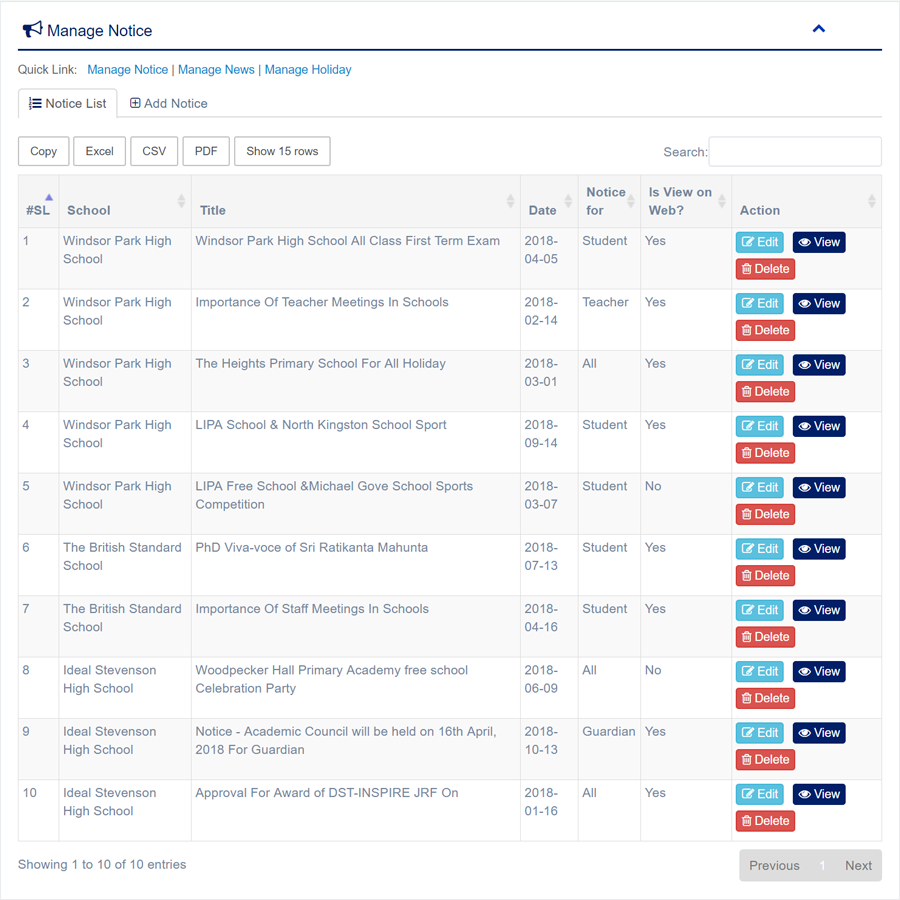 Manage Notice
Quick Link: Manage Notice | Manage News | Manage Holiday
Notice List Add Notice
Copy Excel CSV PDF Show 15 rows Search:
#SL School Title Date Notice for Is View on Web? Action
1 Windsor Park High School Windsor Park High School All Class First Term Exam 2018-04-05 Student Yes Edit View Delete
2 Windsor Park High School Importance Of Teacher Meetings In Schools 2018-02-14 Teacher Yes Edit View Delete
3 Windsor Park High School The Heights Primary School For All Holiday 2018-03-01 All Yes Edit View Delete
4 Windsor Park High School LIPA School & North Kingston School Sport 2018-09-14 Student Yes Edit View Delete
5 Windsor Park High School LIPA Free School &Michael Gove School Sports Competition 2018-03-07 Student No Edit View Delete
6 The British Standard School PhD Viva-voce of Sri Ratikanta Mahunta 2018-07-13 Student Yes Edit View Delete
7 The British Standard School Importance Of Staff Meetings In Schools 2018-04-16 Student Yes Edit View Delete
8 Ideal Stevenson High School Woodpecker Hall Primary Academy free school Celebration Party 2018-06-09 All No Edit View Delete
9 Ideal Stevenson High School Notice - Academic Council will be held on 16th April, 2018 For Guardian 2018-10-13 Guardian Yes Edit View Delete
10 Ideal Stevenson High School Approval For Award of DST-INSPIRE JRF On 2018-01-16 All Yes Edit View Delete
Showing 1 to 10 of 10 entries Previous 1 Next